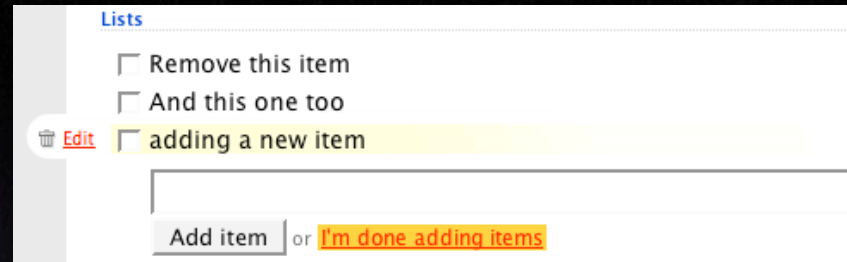 Lists
Remove this item
And this one too
Edit adding a new item
Add item or I'm done adding items